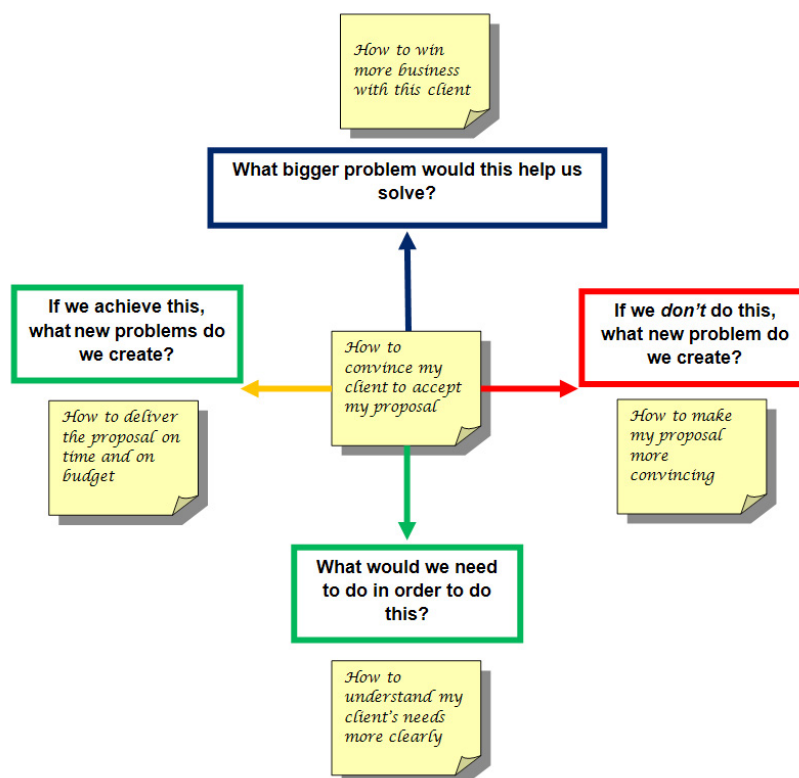 How to win
more business
with this client
What bigger problem would this help us
solve?
If we achieve this,
what new problems do
we create?
If we don't do this,
what new problem do
we create?
How to
convince my
client to accept
my proposal
How to deliver
the proposal on
time and on
budget
How to make
my proposal
more
convincing
What would we need
to do in order to do
this?
How to
understand my
client's needs
more clearly